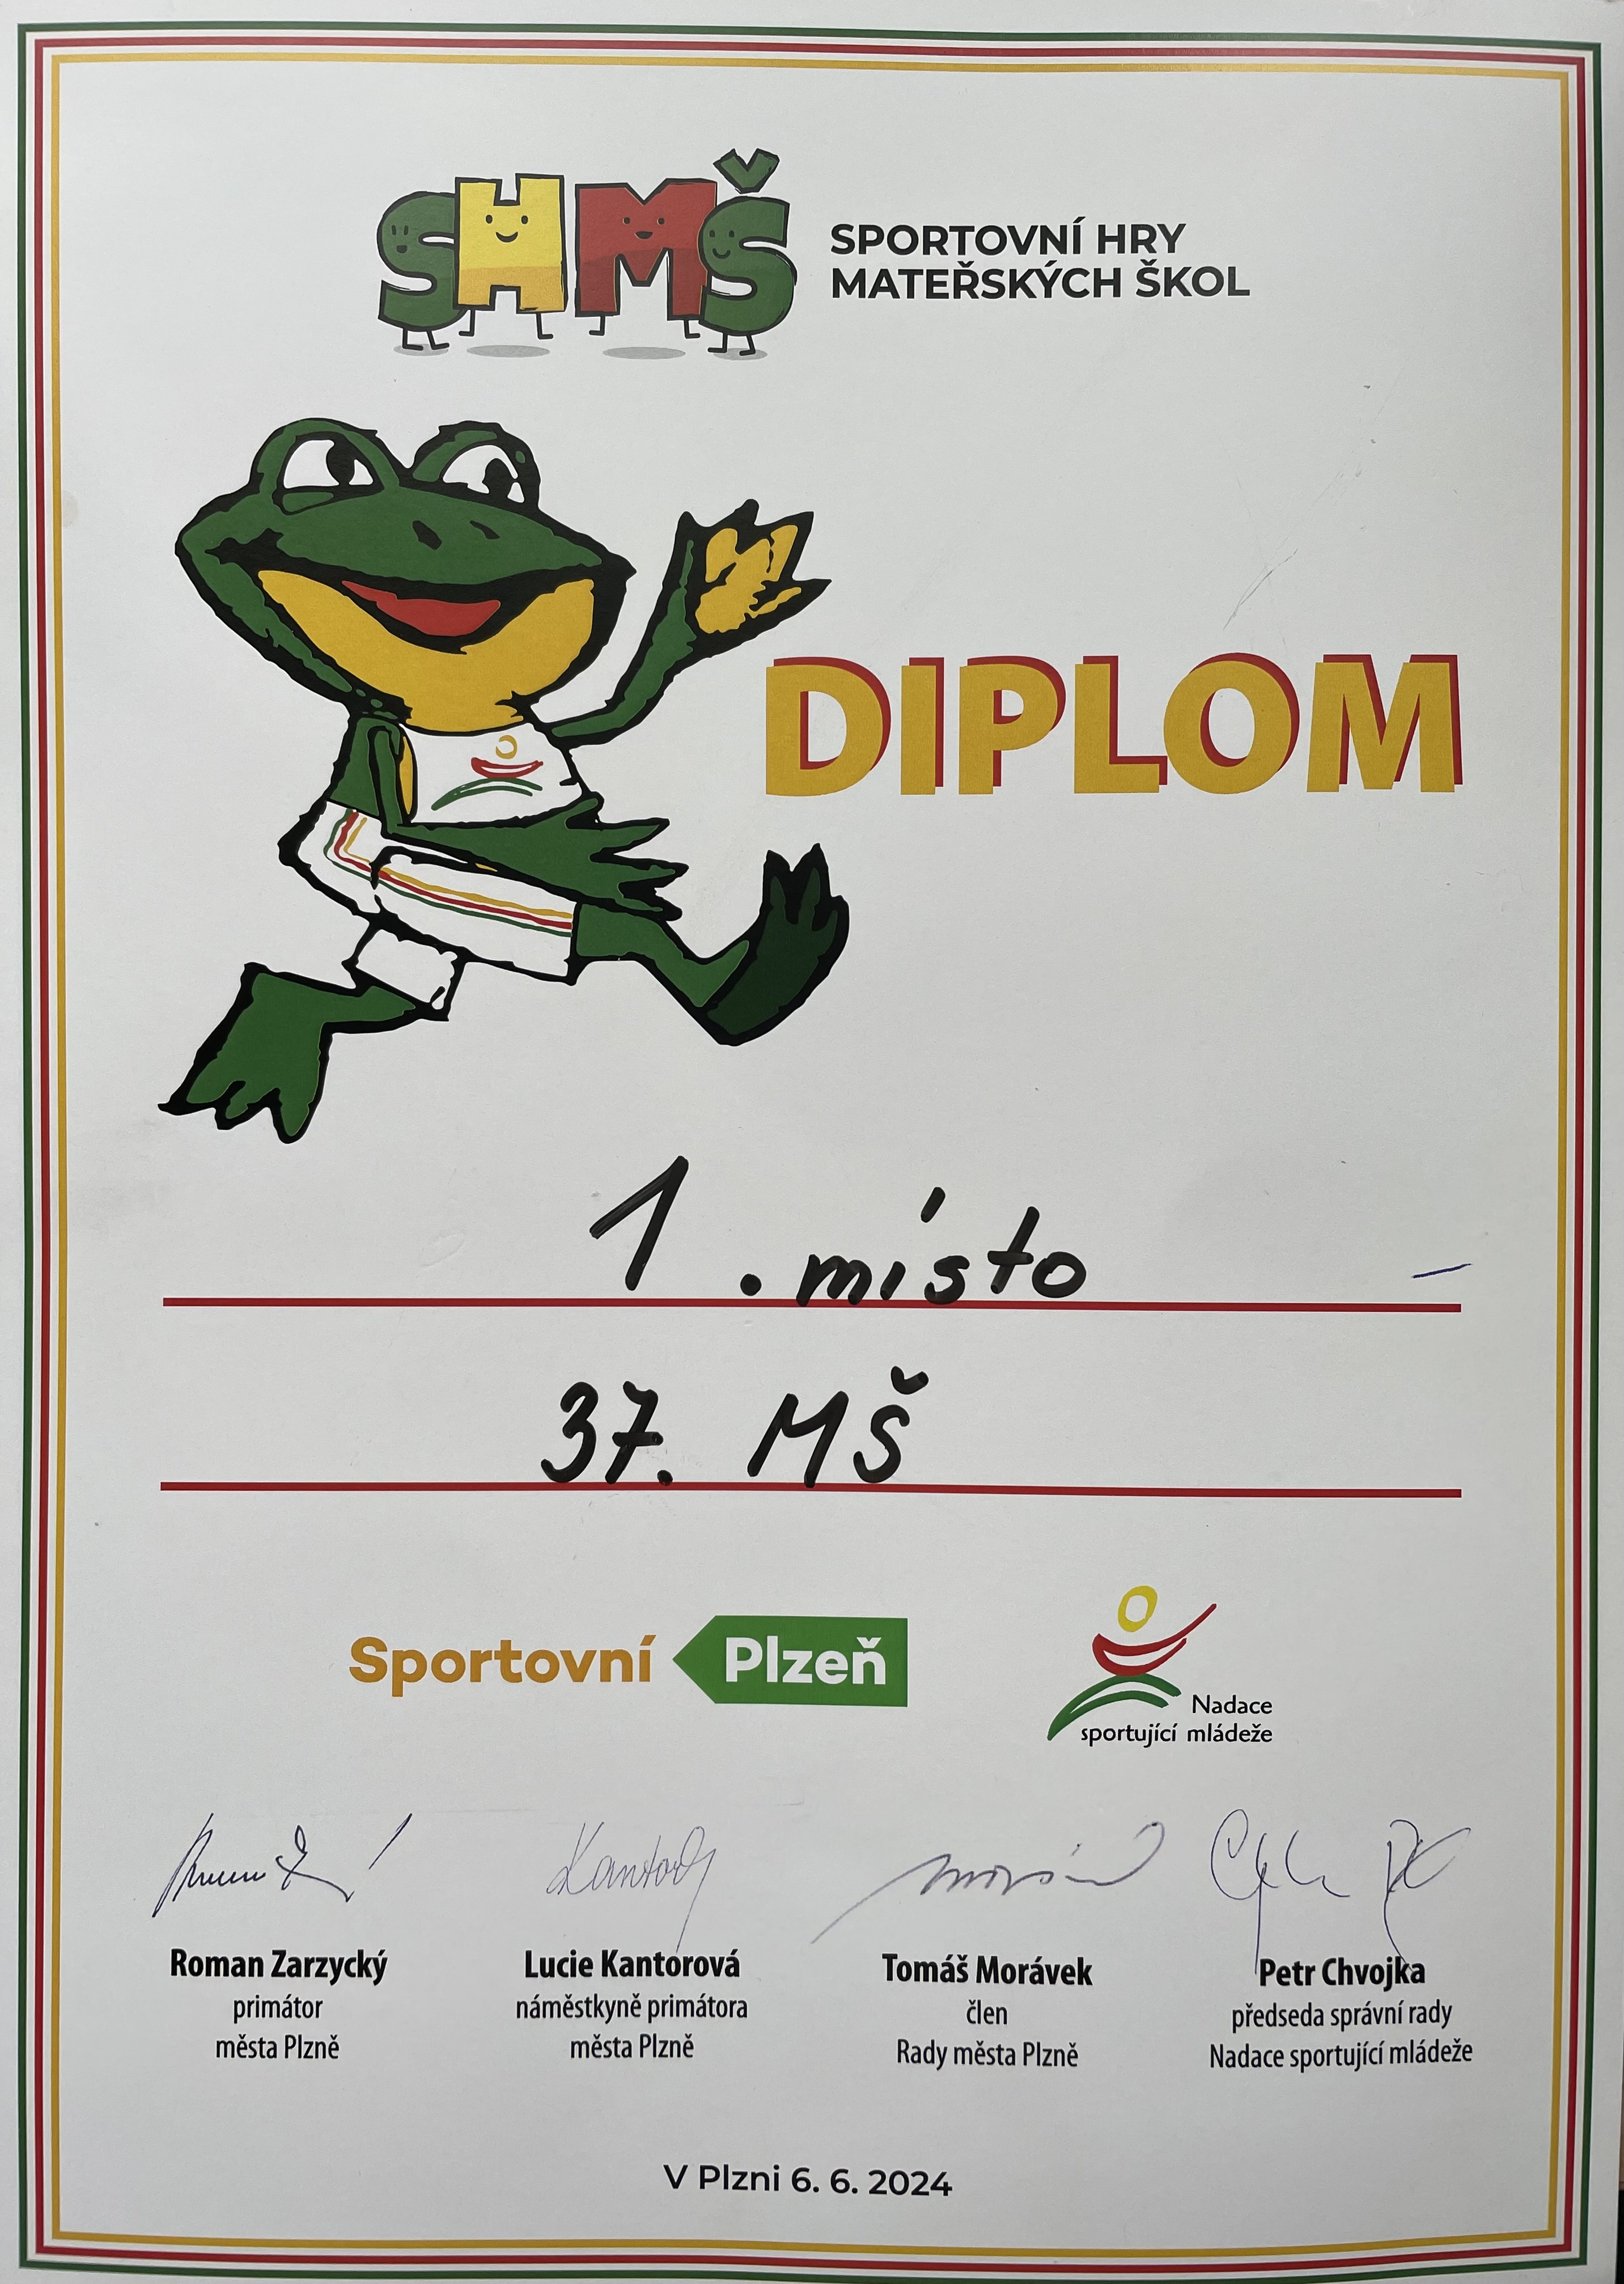 SHMŠ
SPORTOVNÍ HRY
MATEŘSKÝCH ŠKOL
DIPLOM
1. místo
37. MŠ
Sportovní Plzeň
Nadace
sportující mládeže
Roman Zarzycký
primátor
města Plzně
Lucie Kantorová
náměstkyně primátora
města Plzně
Tomáš Morávek
člen
Rady města Plzně
Petr Chvojka
předseda správní rady
Nadace sportující mládeže
V Plzni 6. 6. 2024